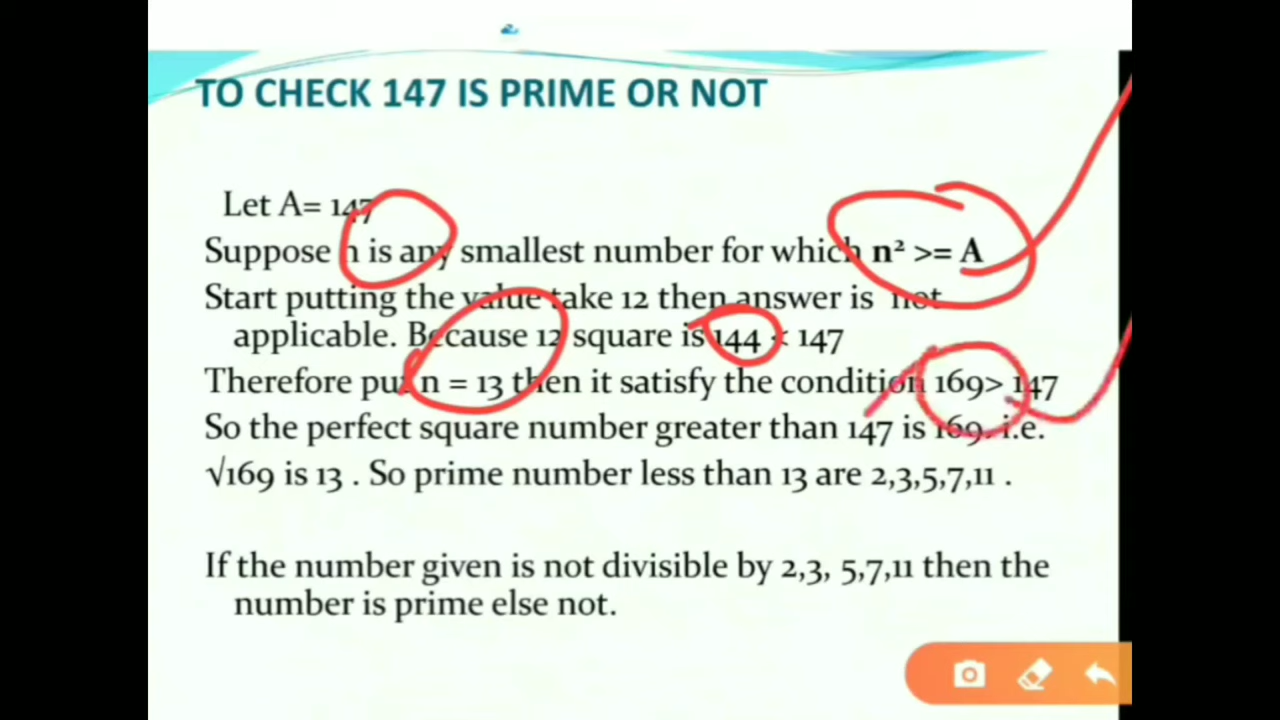 TO CHECK 147 IS PRIME OR NOT
Let A= 147
Suppose n is any smallest number for which n² >= A
Start putting the value take 12 then answer is not
applicable. Because 12 square is 144 < 147
Therefore put n = 13 then it satisfy the condition 169> 147
So the perfect square number greater than 147 is 169. i.e.
√169 is 13 . So prime number less than 13 are 2,3,5,7,11 .
If the number given is not divisible by 2,3, 5,7,11 then the
number is prime else not.